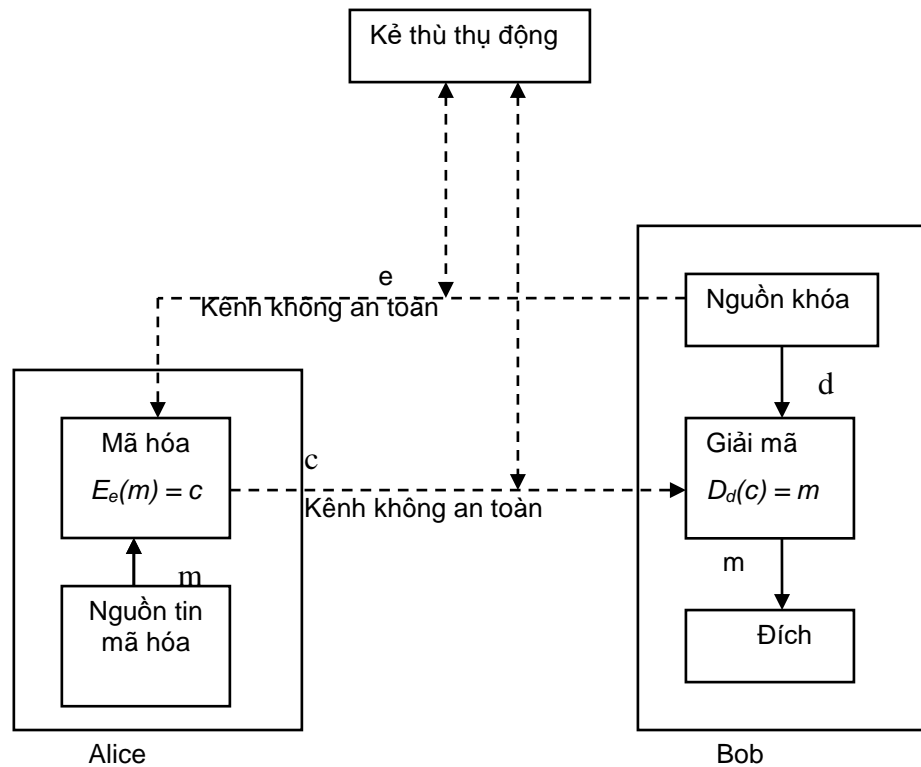 Kẻ thù thụ động
e
Kênh không an toàn
Nguồn khóa
d
Mã hóa
Eₑ(m) = c
c
Kênh không an toàn
Giải mã
D_d(c) = m
m
Nguồn tin
mã hóa
m
Đích
Alice
Bob